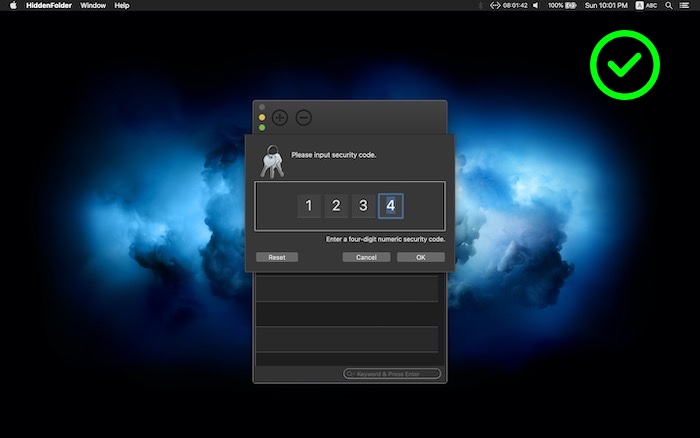 HiddenFolder Window Help 08:01:42 100% Sun 10:01 PM A ABC
Please input security code.
1 2 3 4
Enter a four-digit numeric security code.
Reset Cancel OK
Keyword & Press Enter